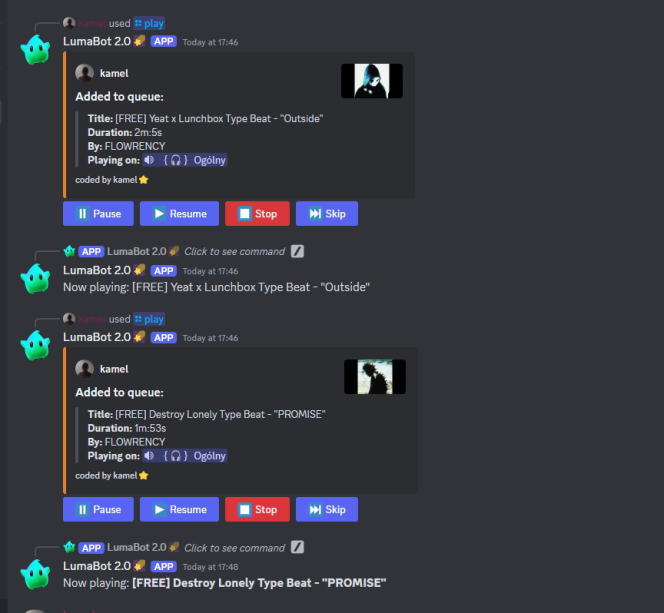 kamel used play
LumaBot 2.0 APP Today at 17:46
kamel
Added to queue:
Title: [FREE] Yeat x Lunchbox Type Beat - "Outside"
Duration: 2m:5s
By: FLOWRENCY
Playing on: { } Ogólny
coded by kamel
Pause Resume Stop Skip
APP LumaBot 2.0 Click to see command
LumaBot 2.0 APP Today at 17:46
Now playing: [FREE] Yeat x Lunchbox Type Beat - "Outside"
kamel used play
LumaBot 2.0 APP Today at 17:46
kamel
Added to queue:
Title: [FREE] Destroy Lonely Type Beat - "PROMISE"
Duration: 1m:53s
By: FLOWRENCY
Playing on: { } Ogólny
coded by kamel
Pause Resume Stop Skip
APP LumaBot 2.0 Click to see command
LumaBot 2.0 APP Today at 17:48
Now playing: [FREE] Destroy Lonely Type Beat - "PROMISE"